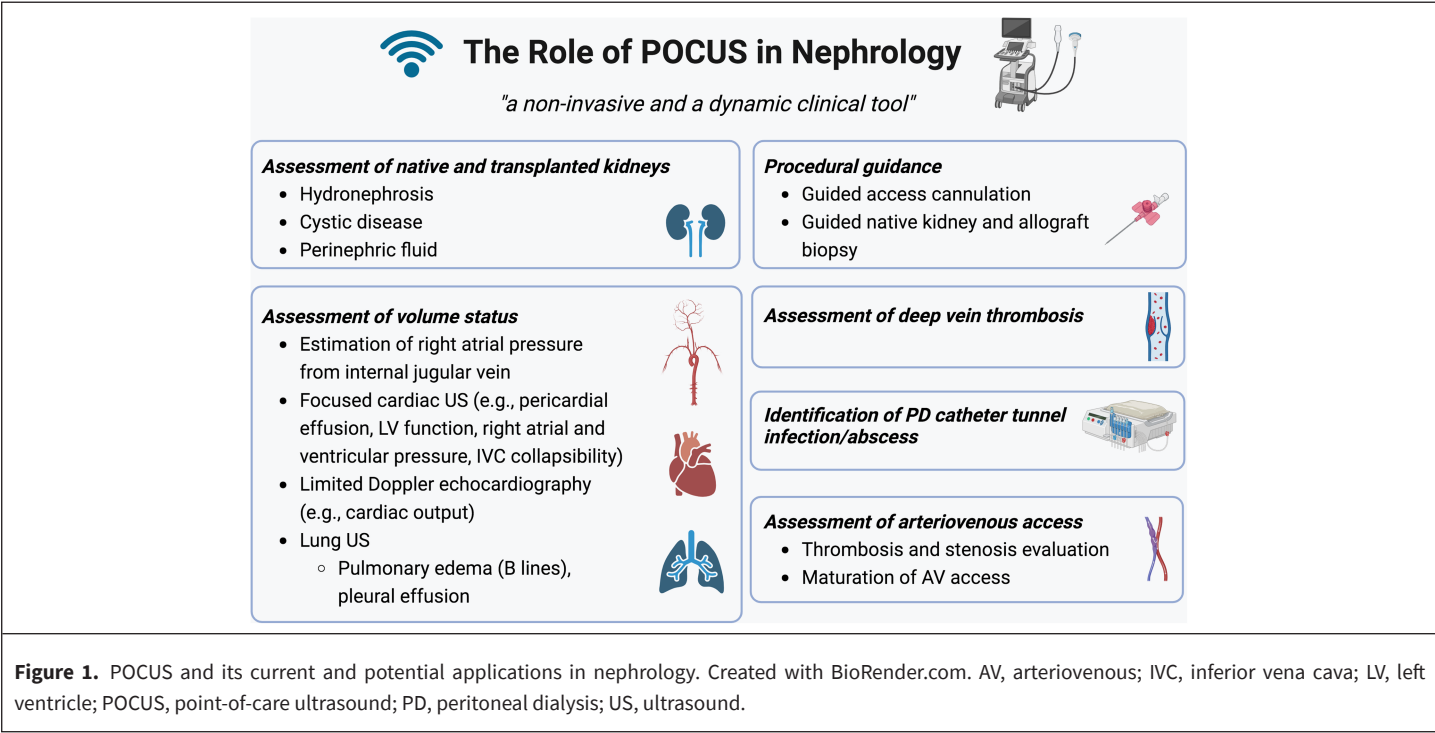 The Role of POCUS in Nephrology
"a non-invasive and a dynamic clinical tool"
Assessment of native and transplanted kidneys
• Hydronephrosis
• Cystic disease
• Perinephric fluid
Procedural guidance
• Guided access cannulation
• Guided native kidney and allograft
biopsy
Assessment of volume status
• Estimation of right atrial pressure
from internal jugular vein
• Focused cardiac US (e.g., pericardial
effusion, LV function, right atrial and
ventricular pressure, IVC collapsibility)
• Limited Doppler echocardiography
(e.g., cardiac output)
• Lung US
○ Pulmonary edema (B lines),
pleural effusion
Assessment of deep vein thrombosis
Identification of PD catheter tunnel
infection/abscess
Assessment of arteriovenous access
• Thrombosis and stenosis evaluation
• Maturation of AV access
Figure 1. POCUS and its current and potential applications in nephrology. Created with BioRender.com. AV, arteriovenous; IVC, inferior vena cava; LV, left
ventricle; POCUS, point-of-care ultrasound; PD, peritoneal dialysis; US, ultrasound.